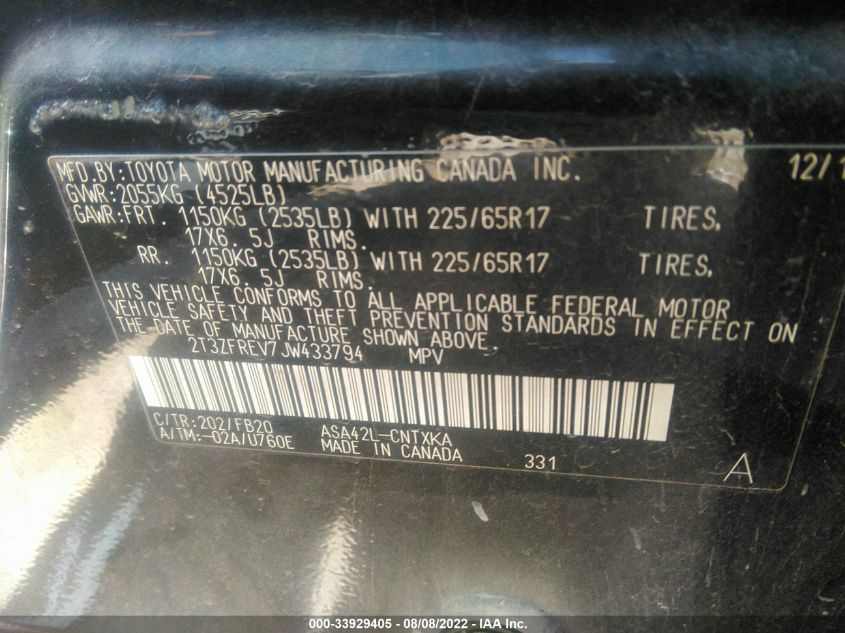 MFD.BY:TOYOTA MOTOR MANUFACTURING CANADA INC. 12/1
GVWR:2055KG (4525LB)
GAWR:FRT. 1150KG (2535LB) WITH 225/65R17 TIRES,
17X6. 5J RIMS.
RR. 1150KG (2535LB) WITH 225/65R17 TIRES,
17X6. 5J RIMS.
THIS VEHICLE CONFORMS TO ALL APPLICABLE FEDERAL MOTOR
VEHICLE SAFETY AND THEFT PREVENTION STANDARDS IN EFFECT ON
THE DATE OF MANUFACTURE SHOWN ABOVE.
2T3ZFREV7JW433794 MPV
C/TR:202/FB20 ASA42L-CNTXKA
A/TM:-02A/U760E MADE IN CANADA 331 A
000-33929405 - 08/08/2022 - IAA Inc.